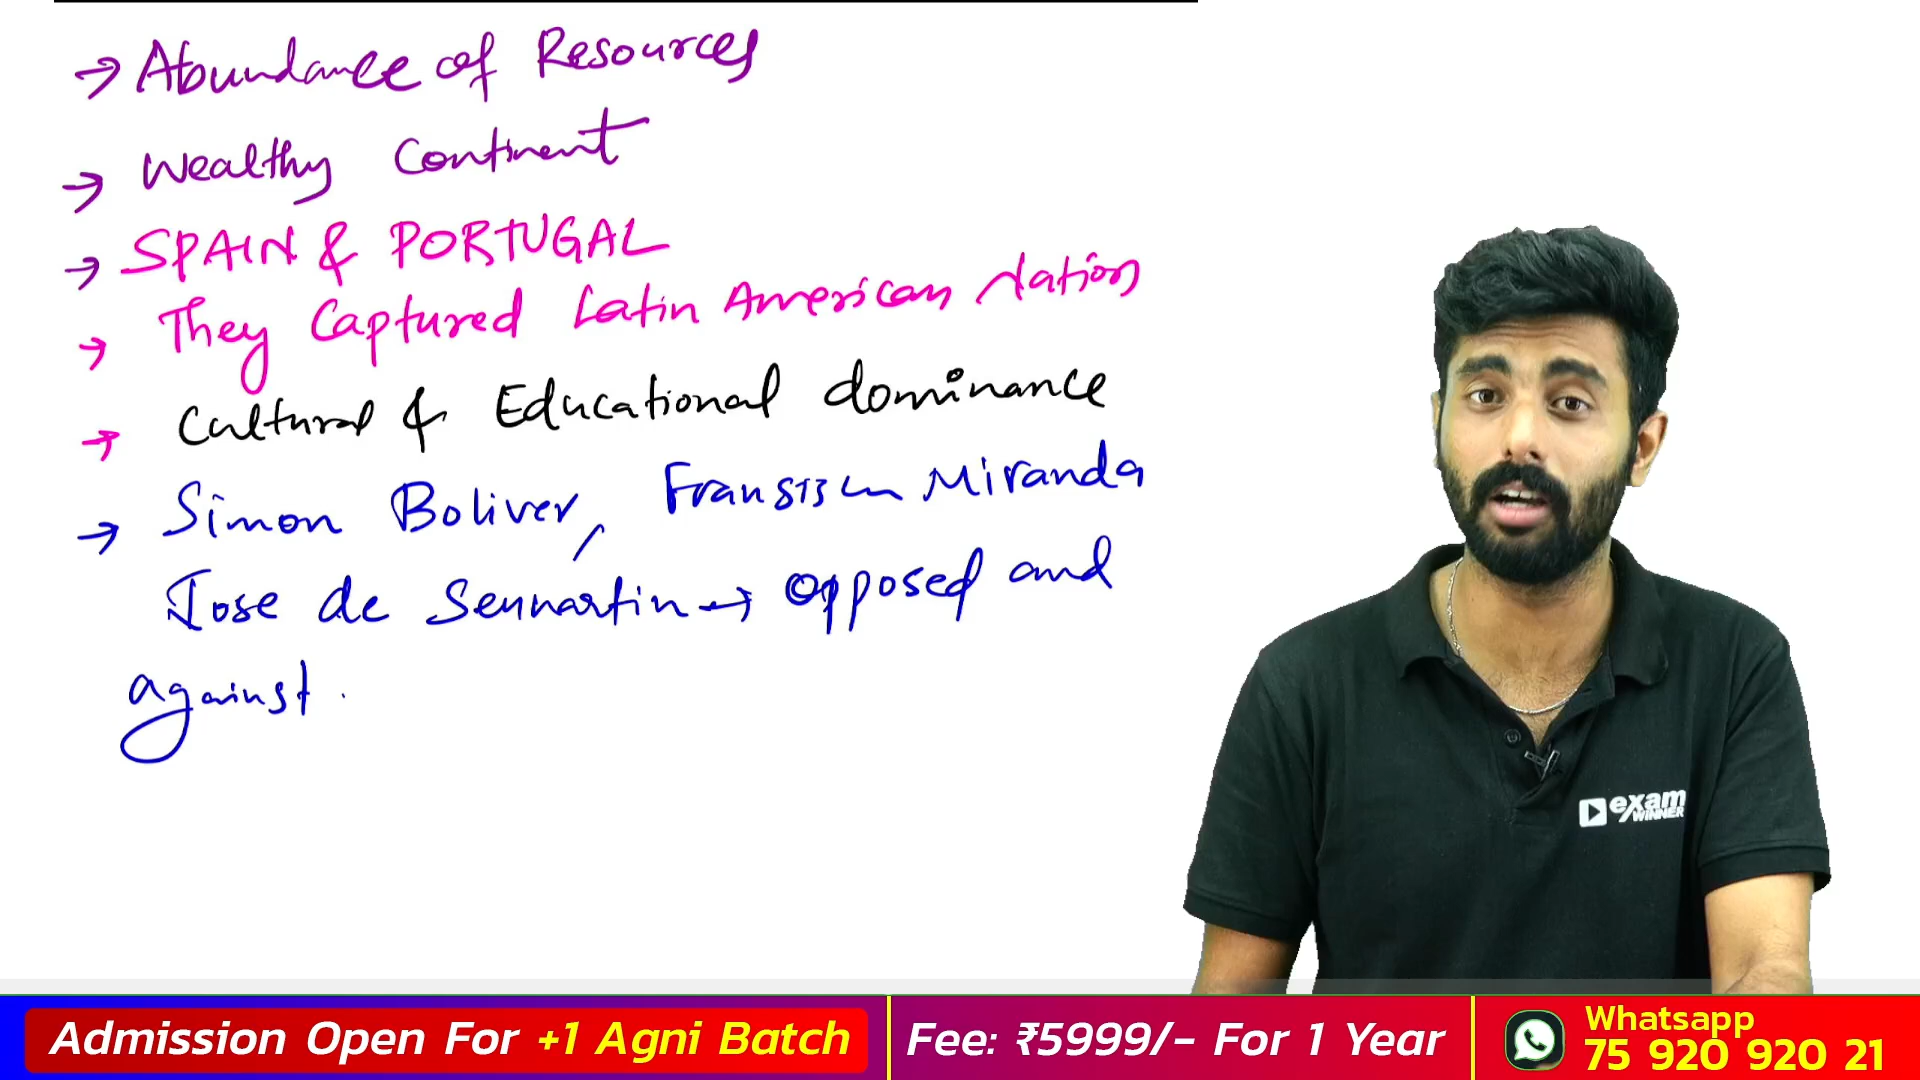 → Abundance of Resources
→ Wealthy Continent
→ SPAIN & PORTUGAL
→ They Captured Latin American Nation
→ Cultural & Educational dominance
→ Simon Boliver, Miranda
Jose de → opposed and
against.
exam
WINNER
Admission Open For +1 Agni Batch
Fee: ₹5999/- For 1 Year
Whatsapp
75 920 920 21